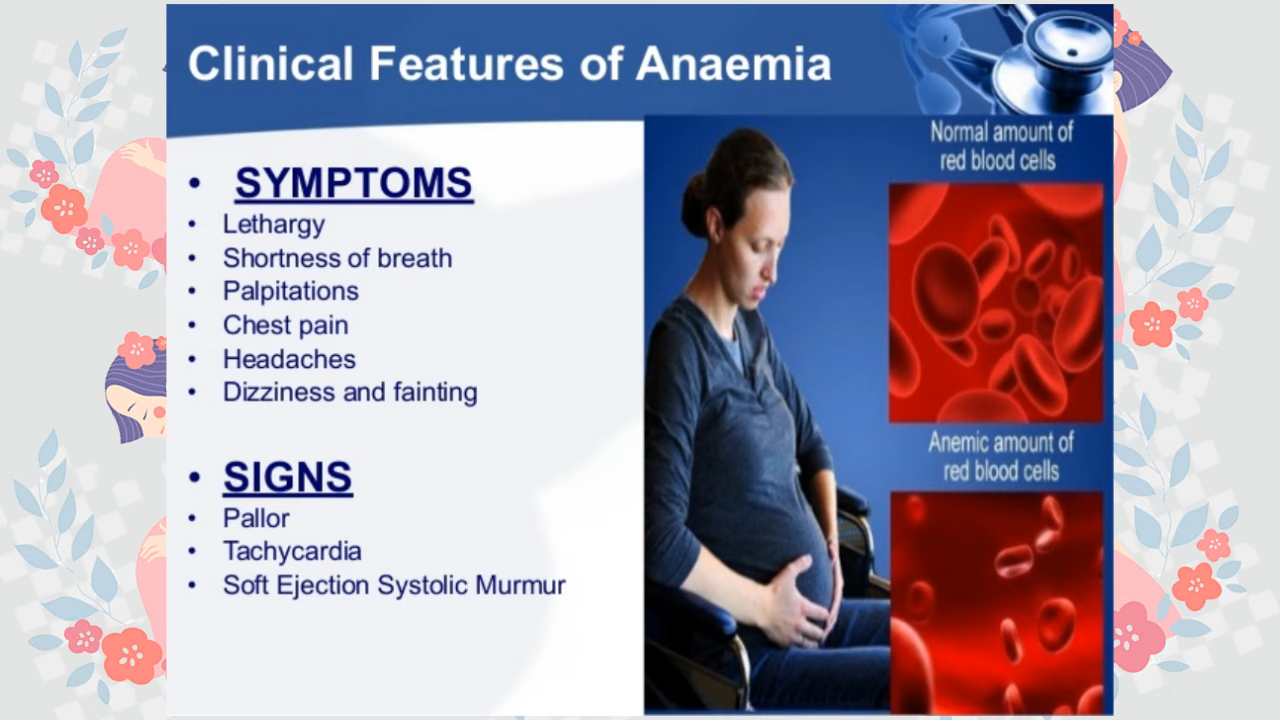 Clinical Features of Anaemia
• SYMPTOMS
• Lethargy
• Shortness of breath
• Palpitations
• Chest pain
• Headaches
• Dizziness and fainting
• SIGNS
• Pallor
• Tachycardia
• Soft Ejection Systolic Murmur
Normal amount of
red blood cells
Anemic amount of
red blood cells